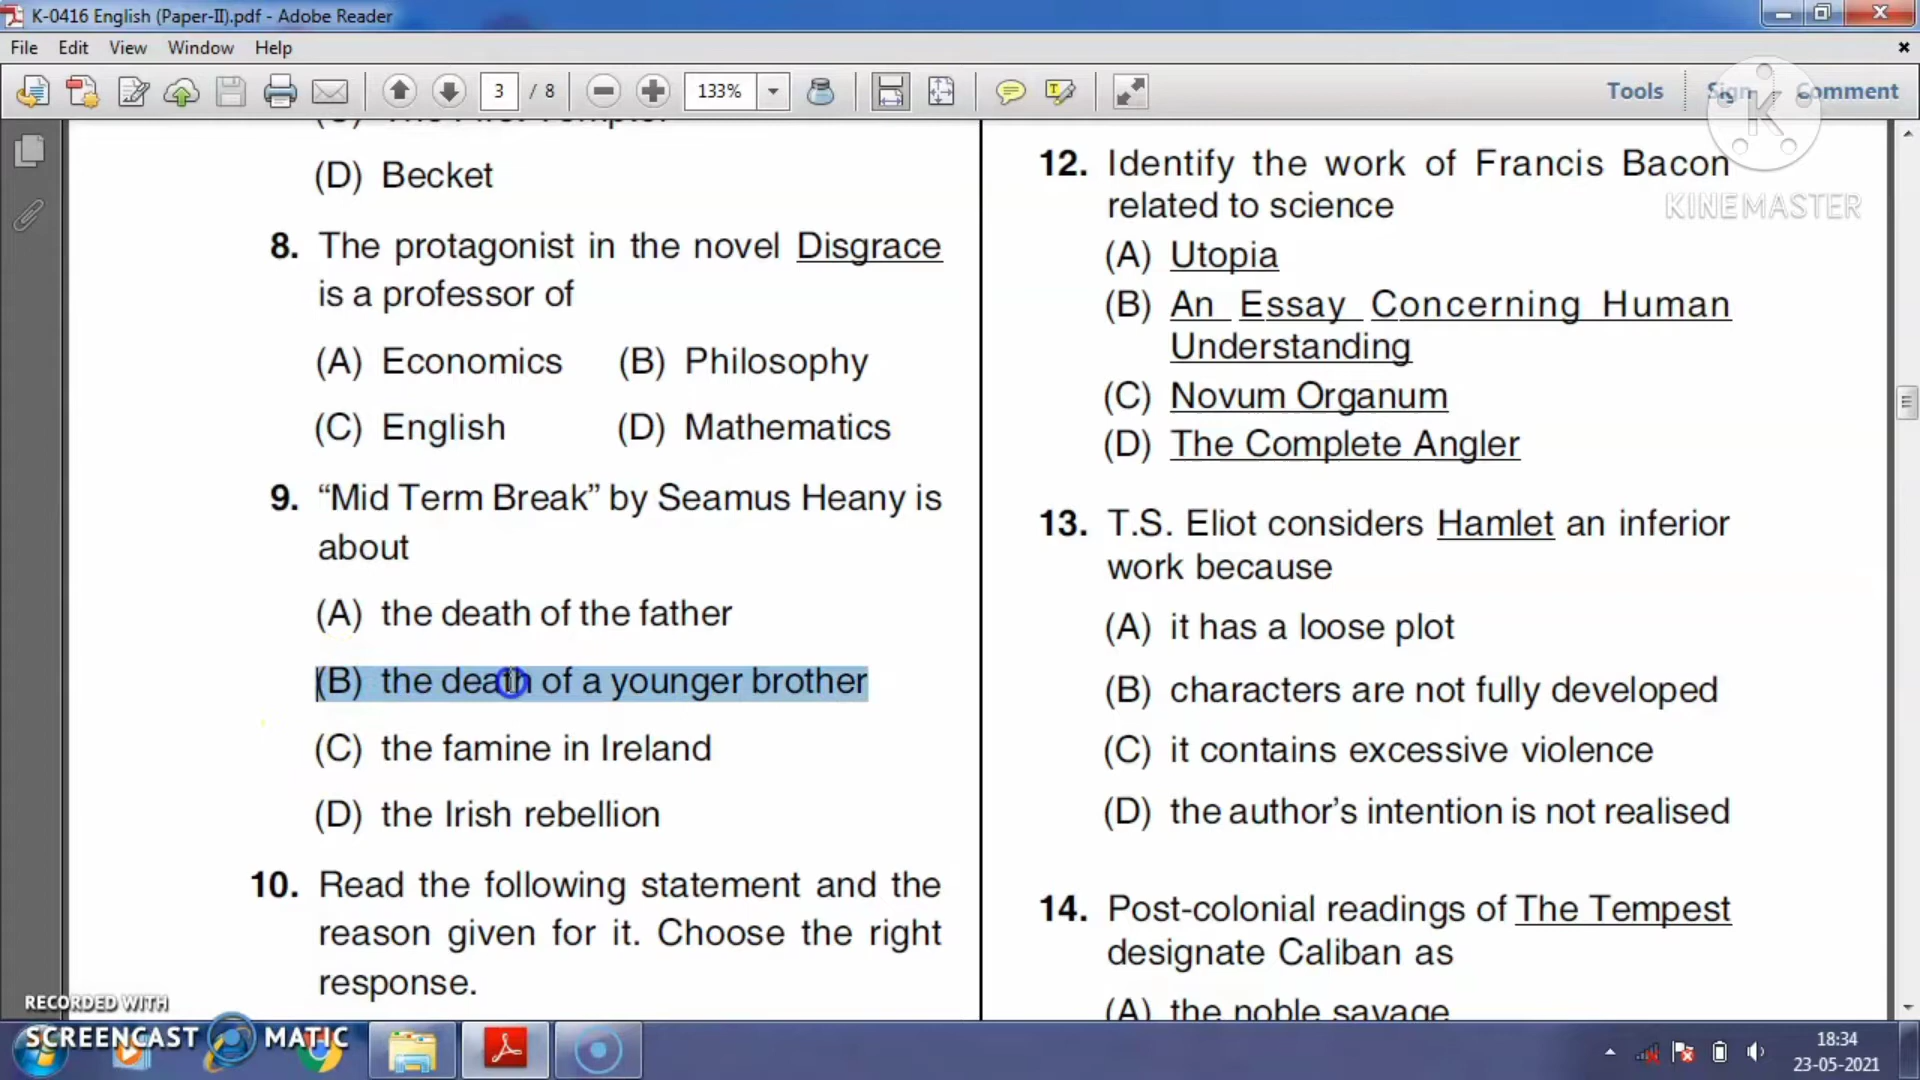 K-0416 English (Paper-II).pdf - Adobe Reader
File Edit View Window Help
3 / 8 133% Tools Sign Comment
KINEMASTER
(D) Becket
8. The protagonist in the novel Disgrace
is a professor of
(A) Economics (B) Philosophy
(C) English (D) Mathematics
9. “Mid Term Break” by Seamus Heany is
about
(A) the death of the father
(B) the death of a younger brother
(C) the famine in Ireland
(D) the Irish rebellion
10. Read the following statement and the
reason given for it. Choose the right
response.
12. Identify the work of Francis Bacon
related to science
(A) Utopia
(B) An Essay Concerning Human
Understanding
(C) Novum Organum
(D) The Complete Angler
13. T.S. Eliot considers Hamlet an inferior
work because
(A) it has a loose plot
(B) characters are not fully developed
(C) it contains excessive violence
(D) the author’s intention is not realised
14. Post-colonial readings of The Tempest
designate Caliban as
(A) the noble savage
RECORDED WITH
SCREENCAST MATIC
18:34
23-05-2021